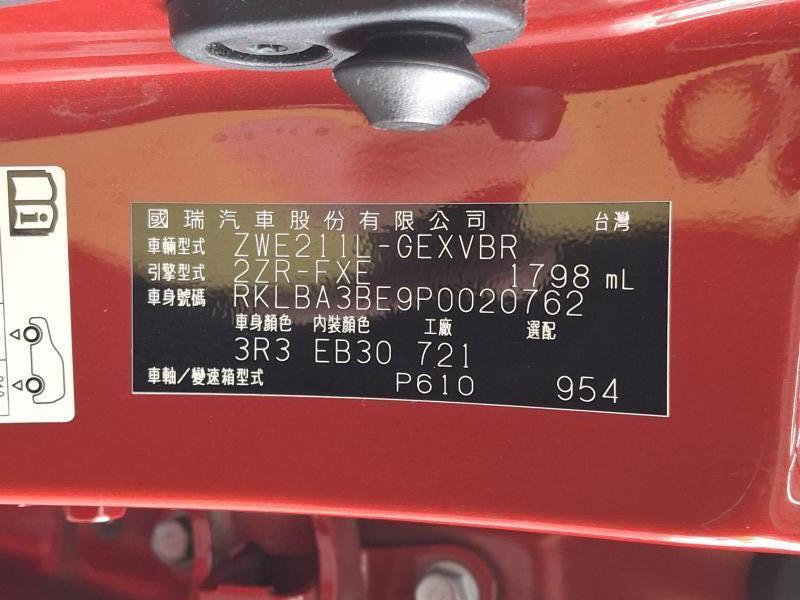 國瑞汽車股份有限公司 台灣
車輛型式 ZWE211L-GEXVBR
引擎型式 2ZR-FXE 1798 mL
車身號碼 RKLBA3BE9P0020762
車身顏色 內裝顏色 工廠 選配
3R3 EB30 721
車軸/變速箱型式 P610 954